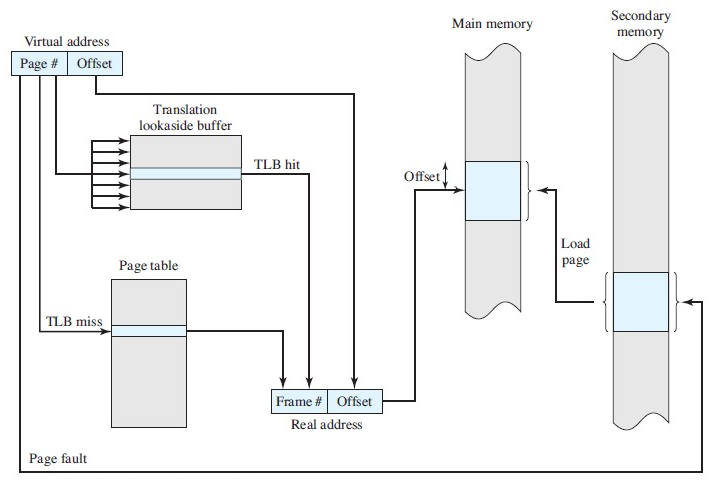 Virtual address
Page #
Offset
Translation
lookaside buffer
TLB hit
Page table
TLB miss
Frame #
Offset
Real address
Page fault
Main memory
Offset
Load
page
Secondary
memory